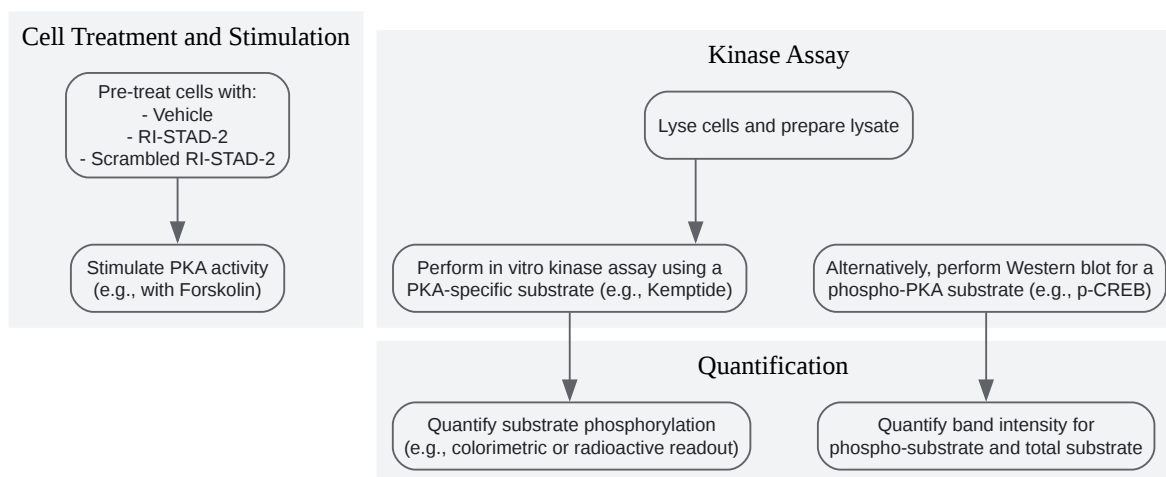 Cell Treatment and Stimulation
Pre-treat cells with:
- Vehicle
- RI-STAD-2
- Scrambled RI-STAD-2
Stimulate PKA activity
(e.g., with Forskolin)
Kinase Assay
Lyse cells and prepare lysate
Perform in vitro kinase assay using a
PKA-specific substrate (e.g., Kemptide)
Alternatively, perform Western blot for a
phospho-PKA substrate (e.g., p-CREB)
Quantification
Quantify substrate phosphorylation
(e.g., colorimetric or radioactive readout)
Quantify band intensity for
phospho-substrate and total substrate